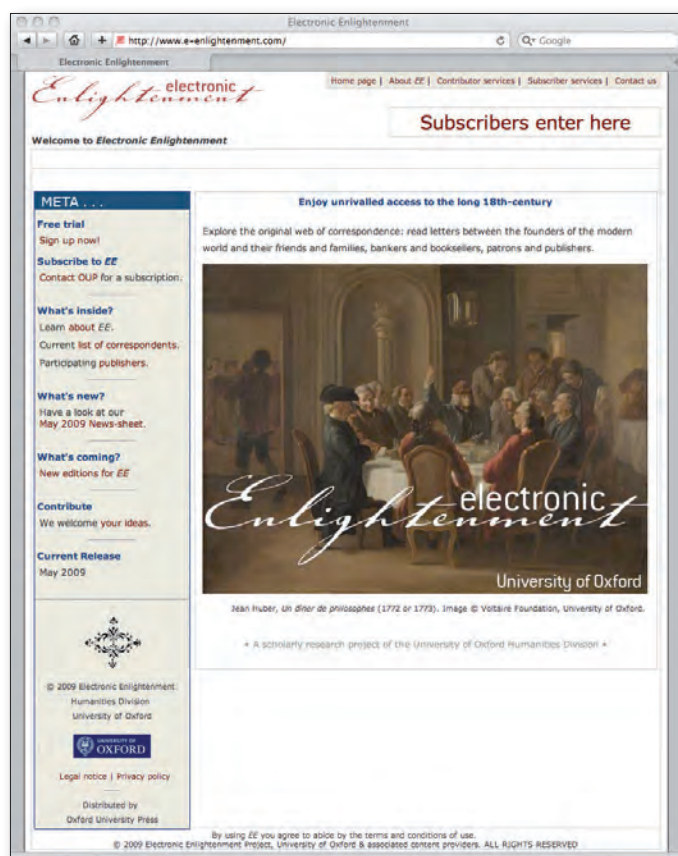 Electronic Enlightenment
http://www.e-enlightenment.com/
Google
Electronic Enlightenment
electronic
Enlightenment
Home page | About EE | Contributor services | Subscriber services | Contact us
Subscribers enter here
Welcome to Electronic Enlightenment
META . . .
Free trial
Sign up now!
Subscribe to EE
Contact OUP for a subscription.
What's inside?
Learn about EE.
Current list of correspondents.
Participating publishers.
What's new?
Have a look at our
May 2009 News-sheet.
What's coming?
New editions for EE
Contribute
We welcome your ideas.
Current Release
May 2009
© 2009 Electronic Enlightenment
Humanities Division
University of Oxford
UNIVERSITY OF
OXFORD
Legal notice | Privacy policy
Distributed by
Oxford University Press
Enjoy unrivalled access to the long 18th-century
Explore the original web of correspondence: read letters between the founders of the modern
world and their friends and families, bankers and booksellers, patrons and publishers.
electronic
Enlightenment
University of Oxford
Jean Huber, Un dîner de philosophes (1772 or 1773). Image © Voltaire Foundation, University of Oxford.
• A scholarly research project of the University of Oxford Humanities Division •
By using EE you agree to abide by the terms and conditions of use.
© 2009 Electronic Enlightenment Project, University of Oxford & associated content providers. ALL RIGHTS RESERVED